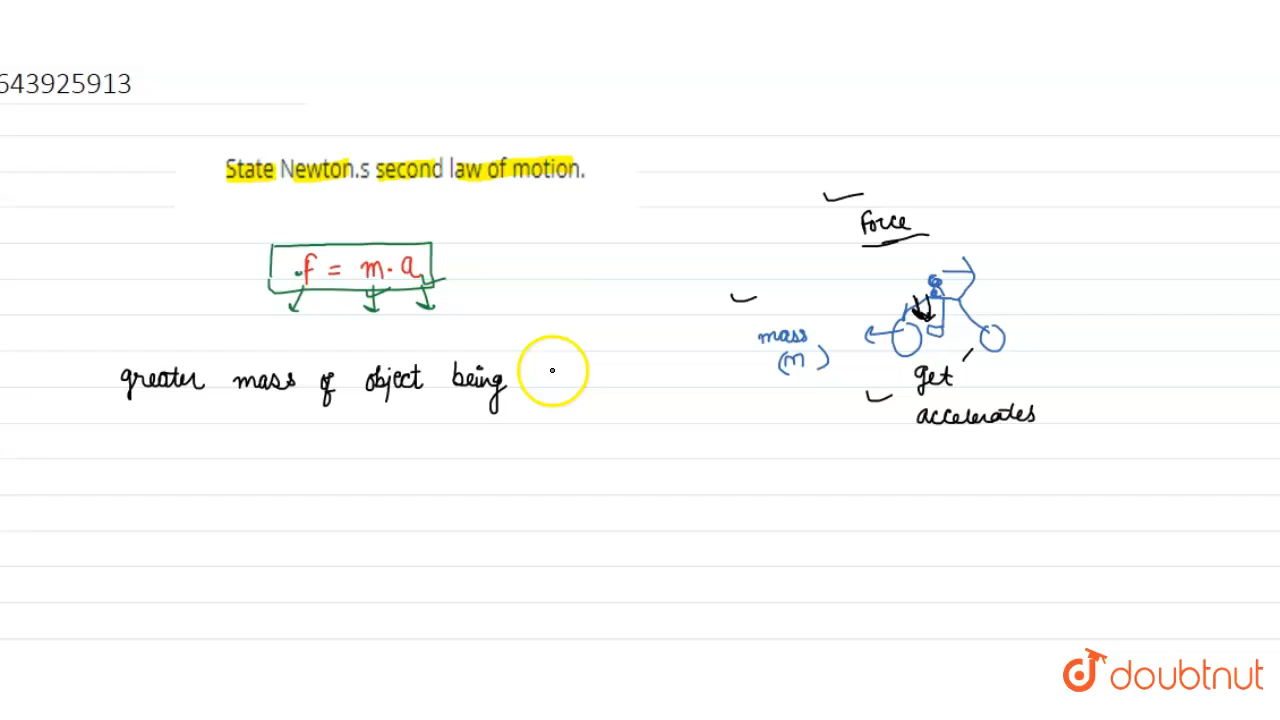 643925913
State Newton.s second law of motion.
Force
f = m.a
mass
(m)
greater mass of object being
get
accelerates
doubtnut